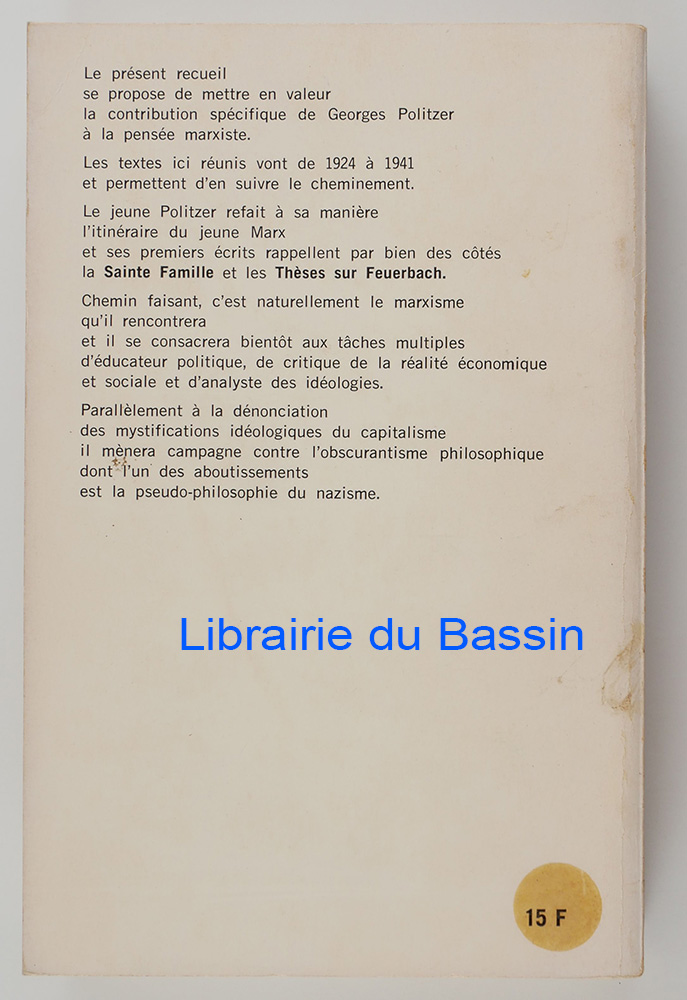 Le présent recueil
se propose de mettre en valeur
la contribution spécifique de Georges Politzer
à la pensée marxiste.
Les textes ici réunis vont de 1924 à 1941
et permettent d'en suivre le cheminement.
Le jeune Politzer refait à sa manière
l'itinéraire du jeune Marx
et ses premiers écrits rappellent par bien des côtés
la Sainte Famille et les Thèses sur Feuerbach.
Chemin faisant, c'est naturellement le marxisme
qu'il rencontrera
et il se consacrera bientôt aux tâches multiples
d'éducateur politique, de critique de la réalité économique
et sociale et d'analyste des idéologies.
Parallèlement à la dénonciation
des mystifications idéologiques du capitalisme
il mènera campagne contre l'obscurantisme philosophique
dont l'un des aboutissements
est la pseudo-philosophie du nazisme.
Librairie du Bassin
15 F